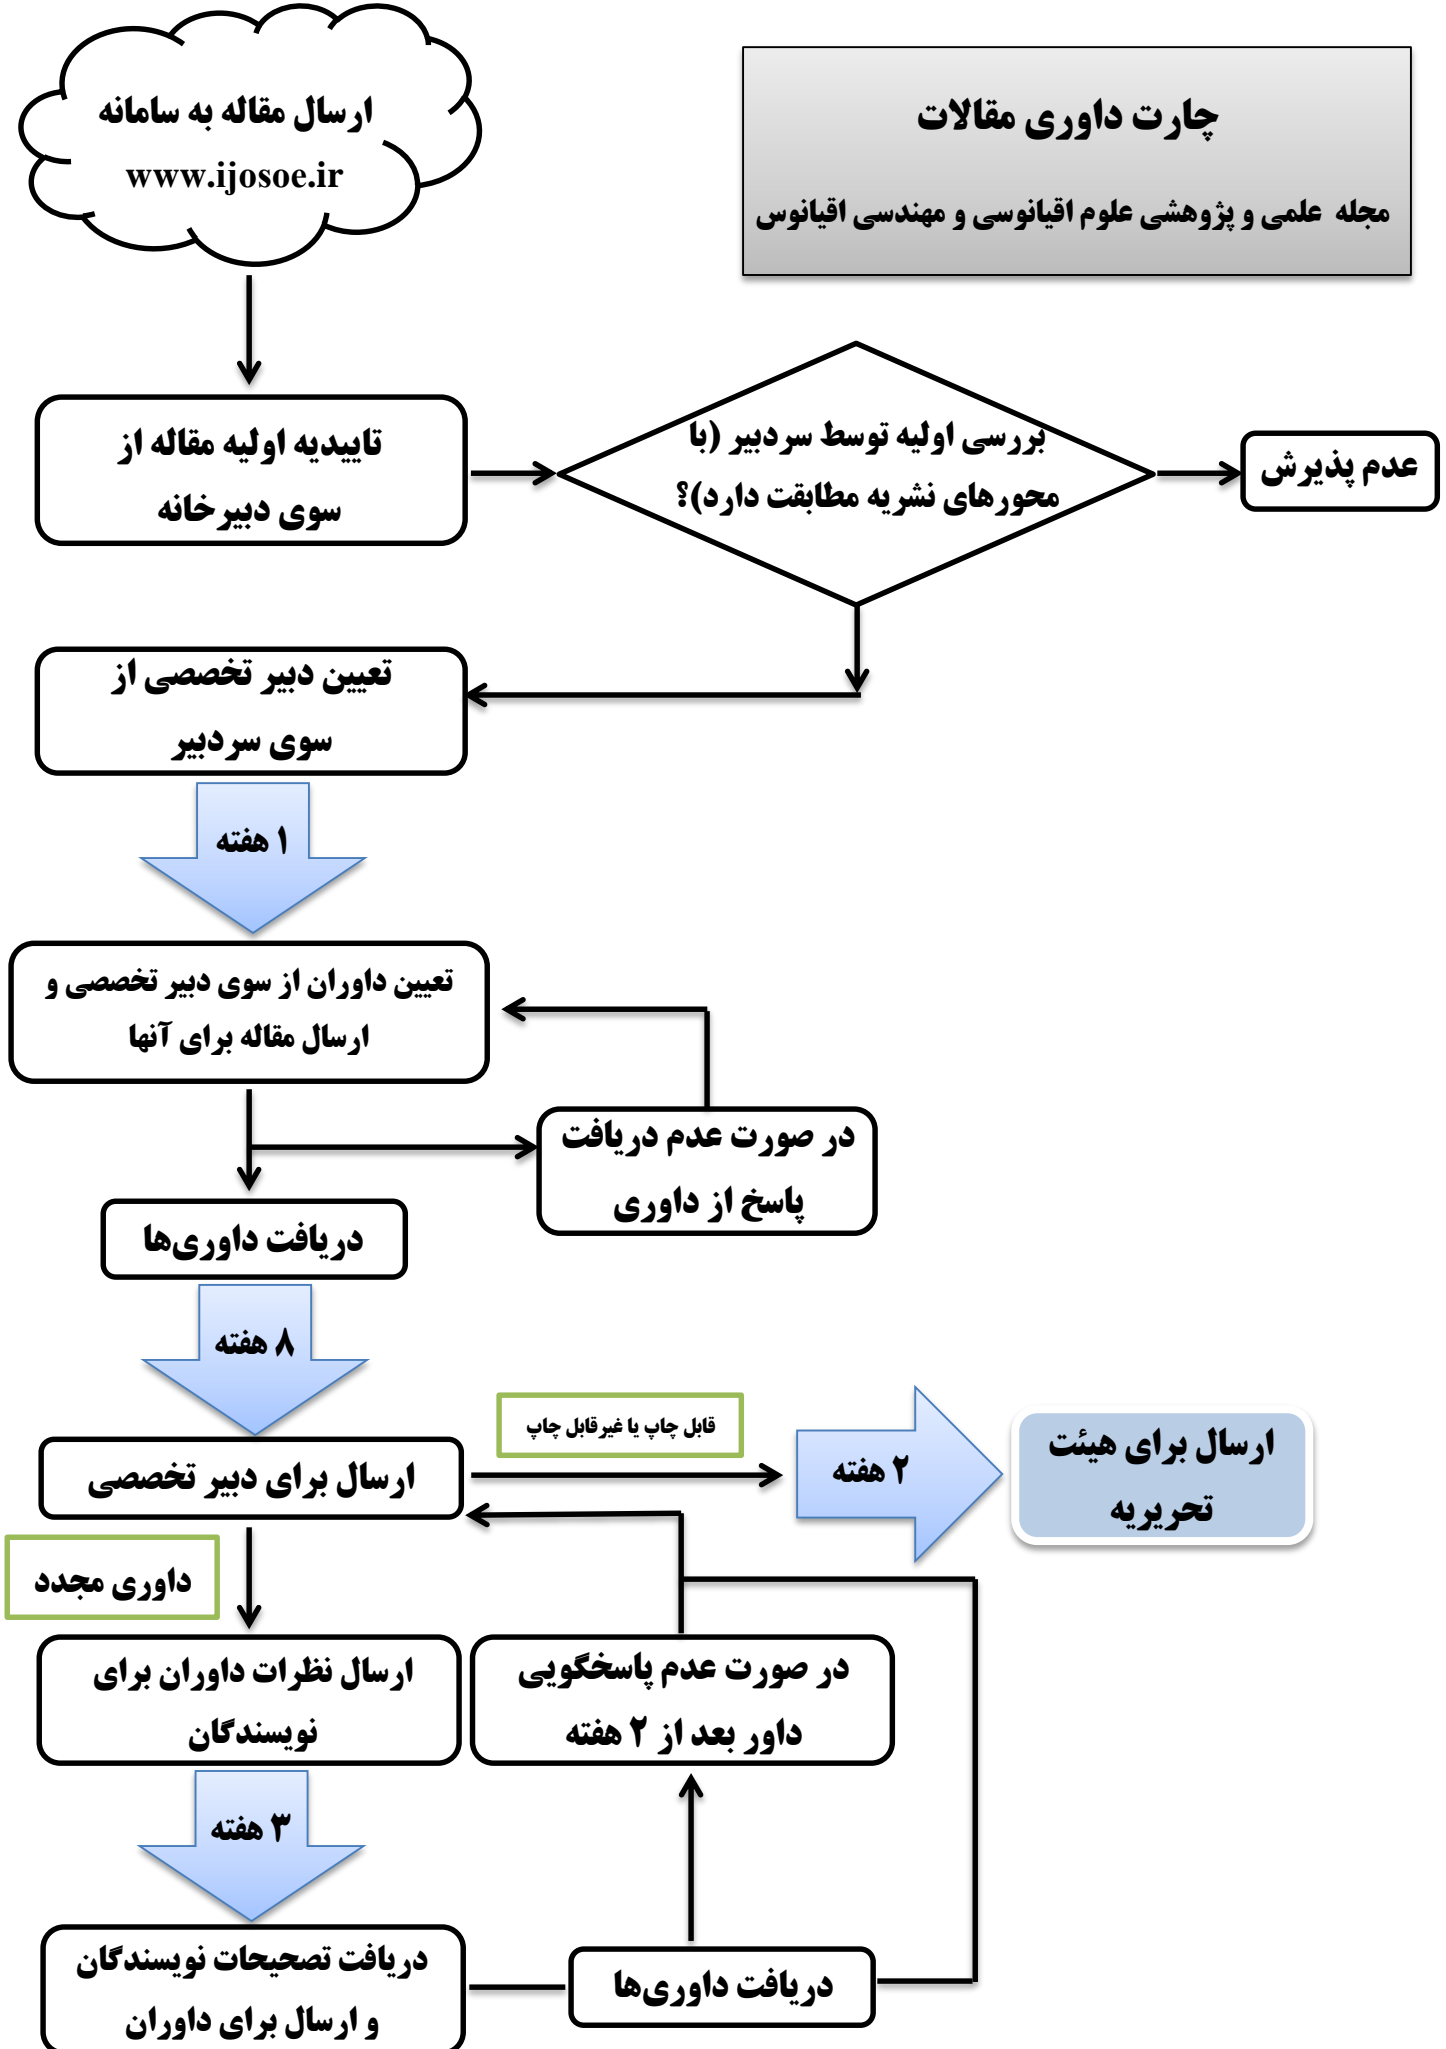 چارت داوری مقالات
مجله علمی و پژوهشی علوم اقیانوسی و مهندسی اقیانوس
ارسال مقاله به سامانه
www.ijosoe.ir
تاییدیه اولیه مقاله از
سوی دبیرخانه
بررسی اولیه توسط سردبیر (با
محورهای نشریه مطابقت دارد)؟
عدم پذیرش
تعیین دبیر تخصصی از
سوی سردبیر
۱ هفته
تعیین داوران از سوی دبیر تخصصی و
ارسال مقاله برای آنها
در صورت عدم دریافت
پاسخ از داوری
دریافت داوری‌ها
۸ هفته
قابل چاپ یا غیرقابل چاپ
ارسال برای دبیر تخصصی
۲ هفته
ارسال برای هیئت
تحریریه
داوری مجدد
ارسال نظرات داوران برای
نویسندگان
در صورت عدم پاسخگویی
داور بعد از ۲ هفته
۳ هفته
دریافت تصحیحات نویسندگان
و ارسال برای داوران
دریافت داوری‌ها